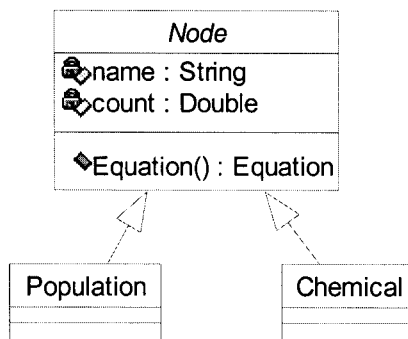 Node
name : String
count : Double
Equation() : Equation
Population
Chemical